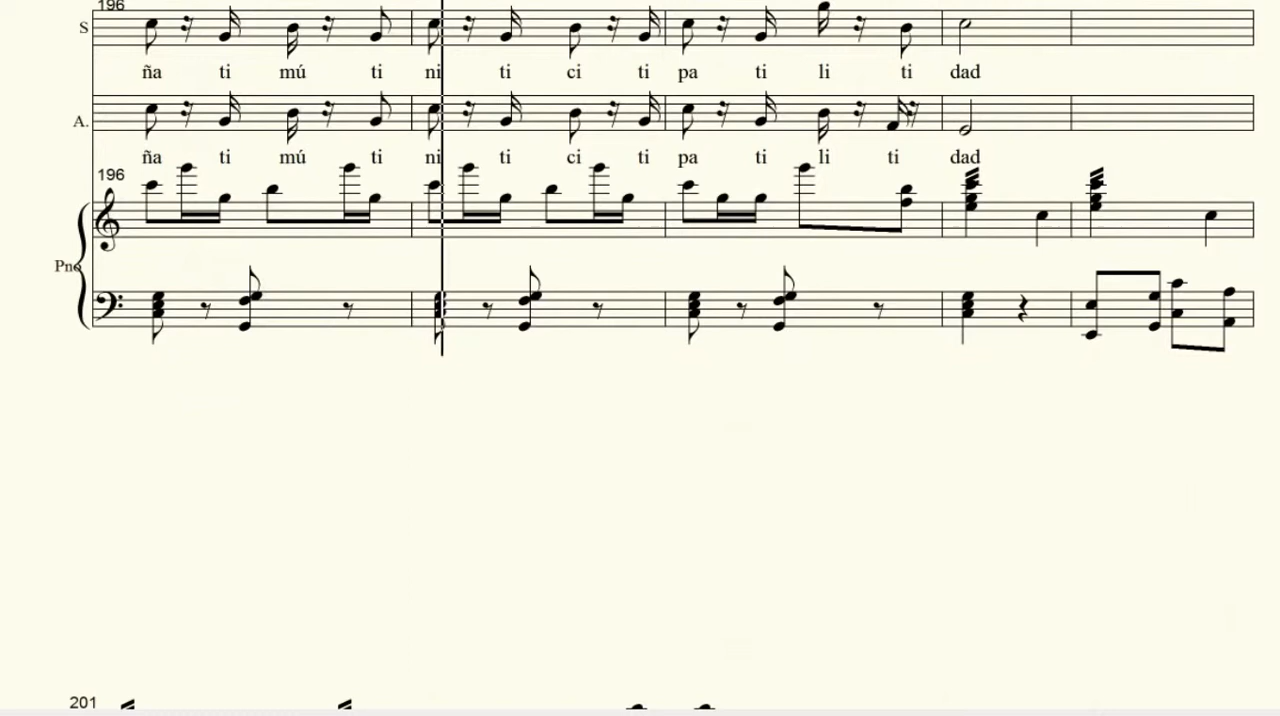 196
S
ña ti mú ti ni ti ci ti pa ti li ti dad
A.
ña ti mú ti ni ti ci ti pa ti li ti dad
196
Pno
201